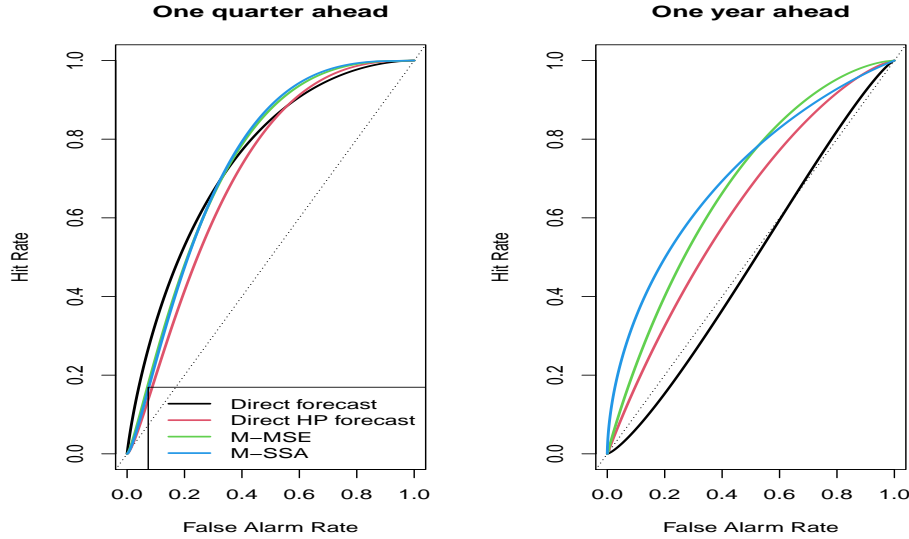 One quarter ahead
Hit Rate
1.0
0.8
0.6
0.4
0.2
0.0
Direct forecast
Direct HP forecast
M−MSE
M−SSA
0.0 0.2 0.4 0.6 0.8 1.0
False Alarm Rate
One year ahead
Hit Rate
1.0
0.8
0.6
0.4
0.2
0.0
0.0 0.2 0.4 0.6 0.8 1.0
False Alarm Rate